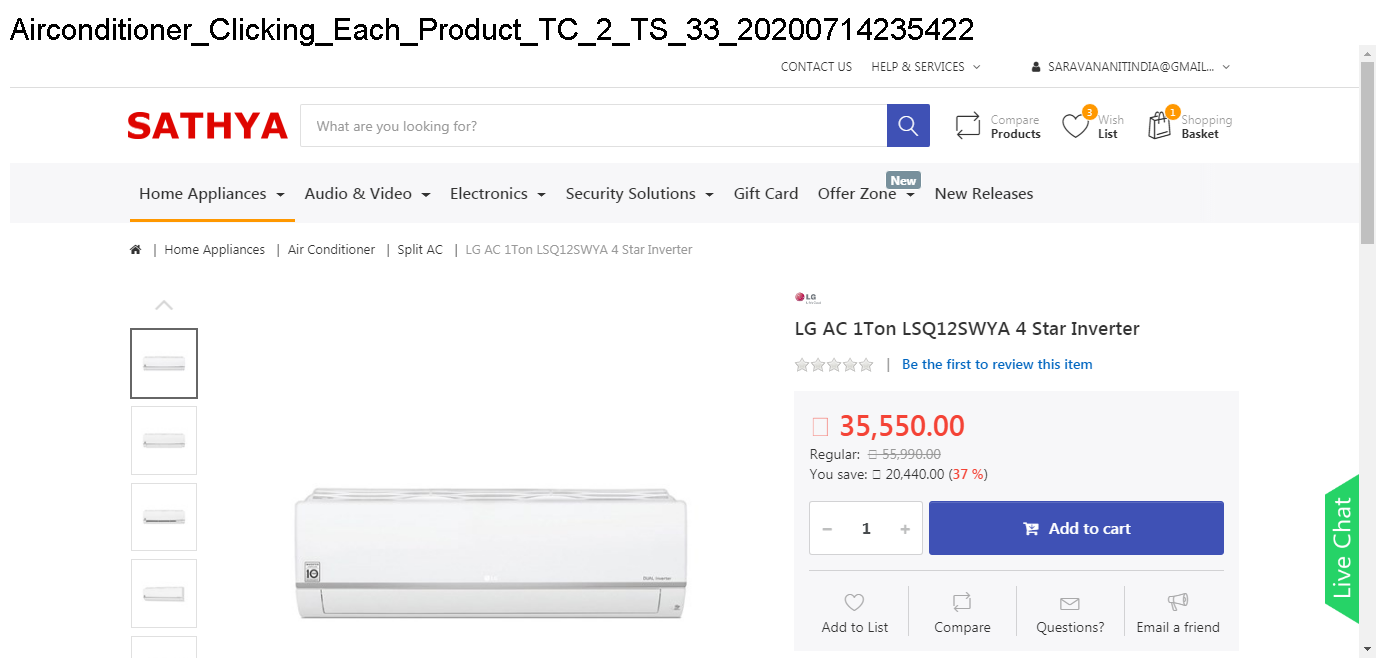 Airconditioner_Clicking_Each_Product_TC_2_TS_33_20200714235422
CONTACT US HELP & SERVICES SARAVANANITINDIA@GMAIL...
SATHYA
What are you looking for?
Compare Products
3
Wish List
1
Shopping Basket
Home Appliances Audio & Video Electronics Security Solutions Gift Card Offer Zone New New Releases
| Home Appliances | Air Conditioner | Split AC | LG AC 1Ton LSQ12SWYA 4 Star Inverter
LG
LG AC 1Ton LSQ12SWYA 4 Star Inverter
| Be the first to review this item
35,550.00
Regular: 55,990.00
You save: 20,440.00 (37 %)
- 1 + Add to cart
Add to List Compare Questions? Email a friend
Live Chat
LG
DUAL Inverter
10